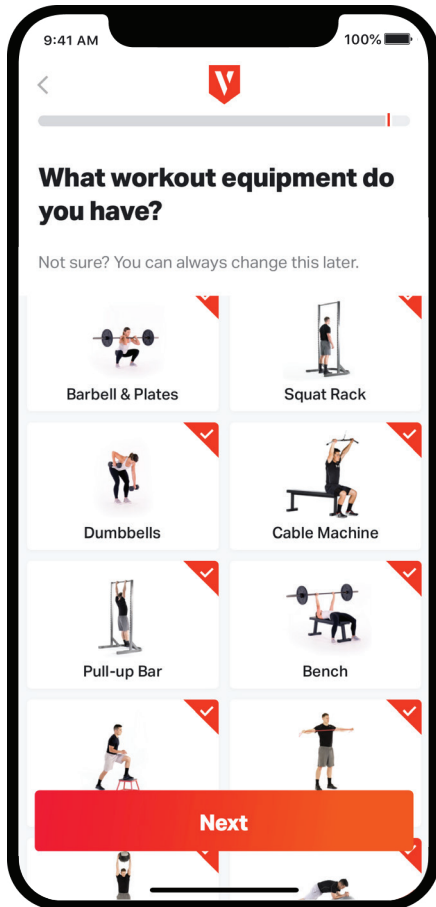 9:41 AM 100%
What workout equipment do
you have?
Not sure? You can always change this later.
Barbell & Plates Squat Rack
Dumbbells Cable Machine
Pull-up Bar Bench
Next